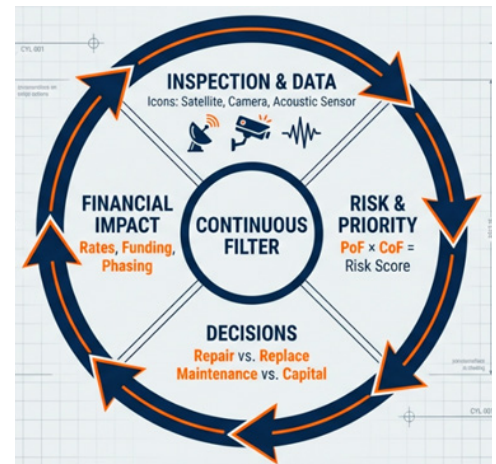 CYL 001
INSPECTION & DATA
Icons: Satellite, Camera, Acoustic Sensor
FINANCIAL
IMPACT
Rates, Funding,
Phasing
CONTINUOUS
FILTER
RISK &
PRIORITY
PoF × CoF =
Risk Score
DECISIONS
Repair vs. Replace
Maintenance vs. Capital
CYL 001